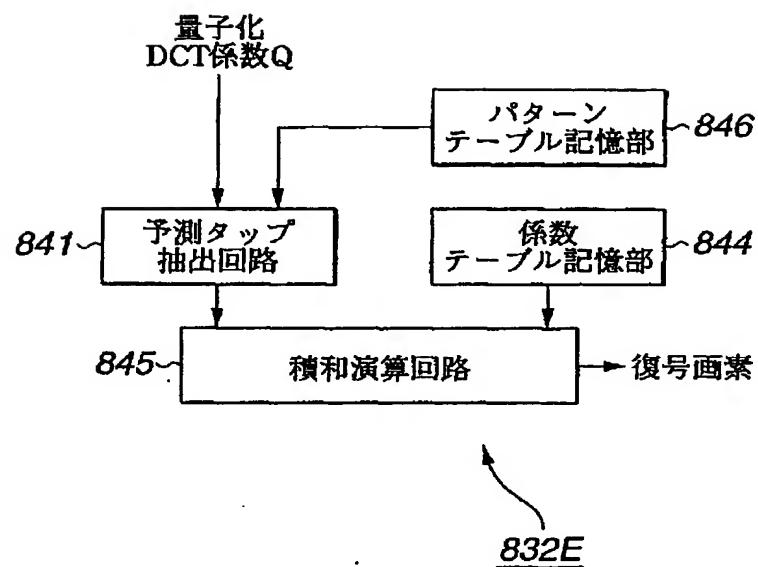 量子化
DCT係数Q
パターン
テーブル記憶部
846
841
予測タップ
抽出回路
係数
テーブル記憶部
844
845
積和演算回路
復号画素
832E